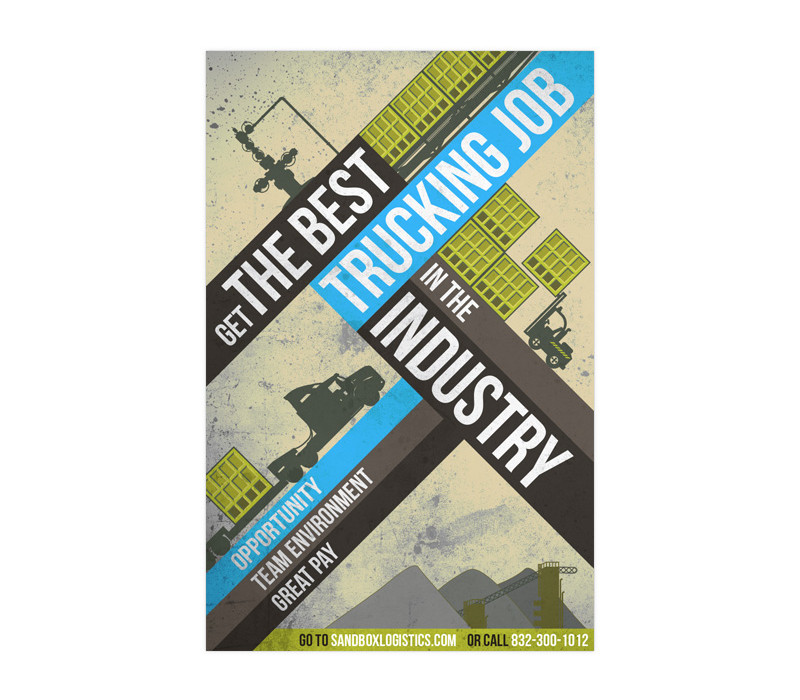 GET THE BEST
TRUCKING JOB
IN THE
INDUSTRY
OPPORTUNITY
TEAM ENVIRONMENT
GREAT PAY
GO TO SANDBOXLOGISTICS.COM OR CALL 832-300-1012